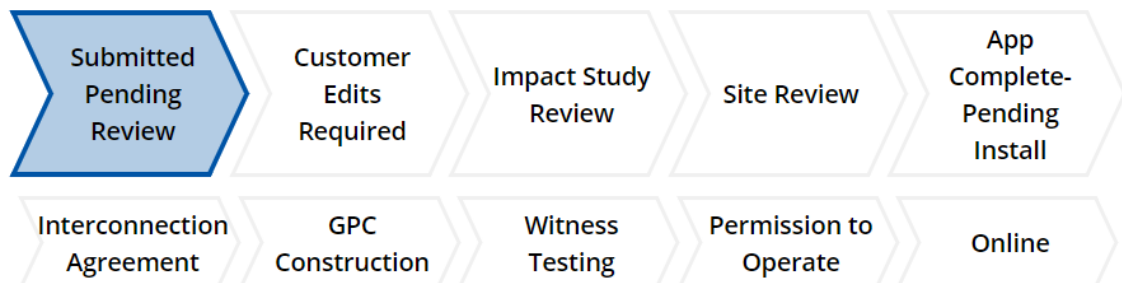 Submitted
Pending
Review
Customer
Edits
Required
Impact Study
Review
Site Review
App
Complete-
Pending
Install
Interconnection
Agreement
GPC
Construction
Witness
Testing
Permission to
Operate
Online